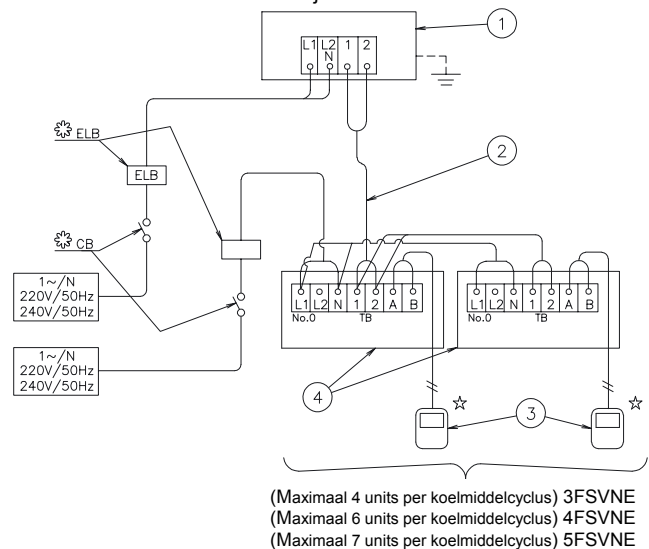 1
L1 L2 1 2
N
ELB
ELB
2
CB
1~/N
220V/50Hz
240V/50Hz
L1 L2 N 1 2 A B
No.0 TB
L1 L2 N 1 2 A B
No.0 TB
1~/N
220V/50Hz
240V/50Hz
4
3
(Maximaal 4 units per koelmiddelcyclus) 3FSVNE
(Maximaal 6 units per koelmiddelcyclus) 4FSVNE
(Maximaal 7 units per koelmiddelcyclus) 5FSVNE